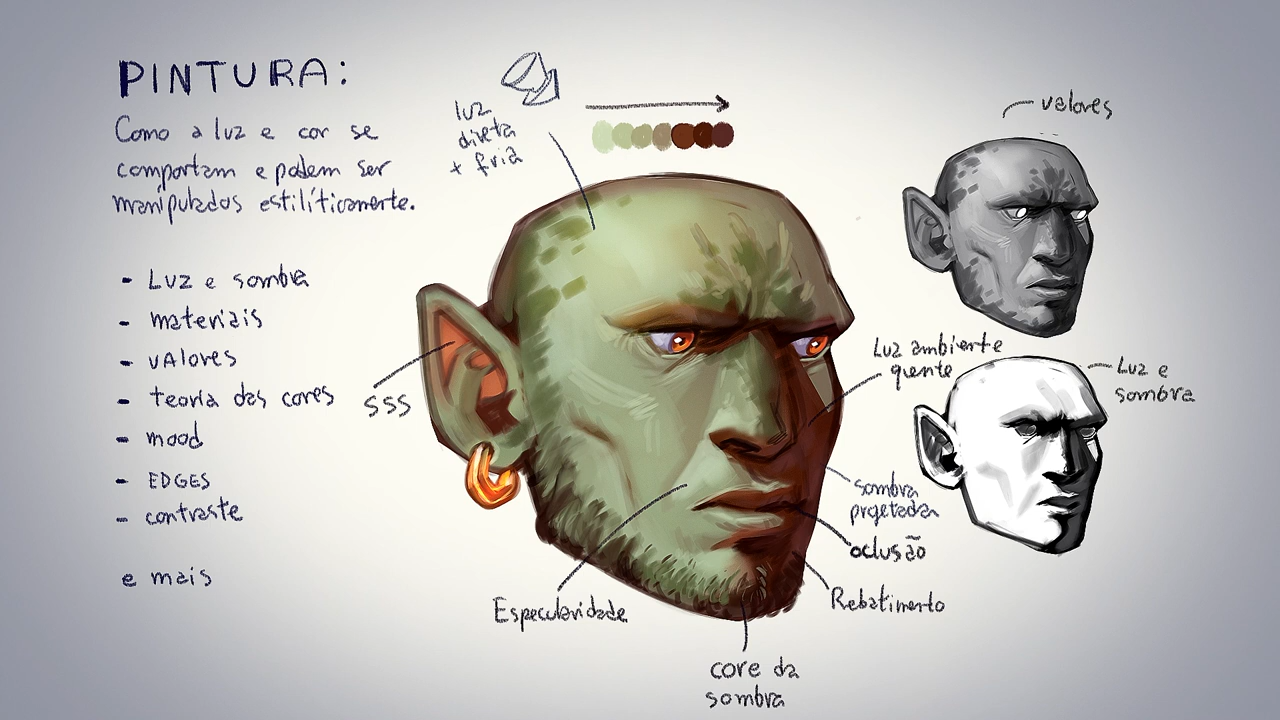 PINTURA:
Como a luz e cor se
comportam e podem ser
manipulados estilíticamente.
- Luz e sombra
- materiais
- vALores
- teoria das cores
- mood
- EDGES
- contraste
e mais
luz
direta
+ fria
SSS
Especularidade
core da
sombra
Luz ambiente
quente
sombra
projetada
oclusão
Rebatimento
valores
Luz e
sombra